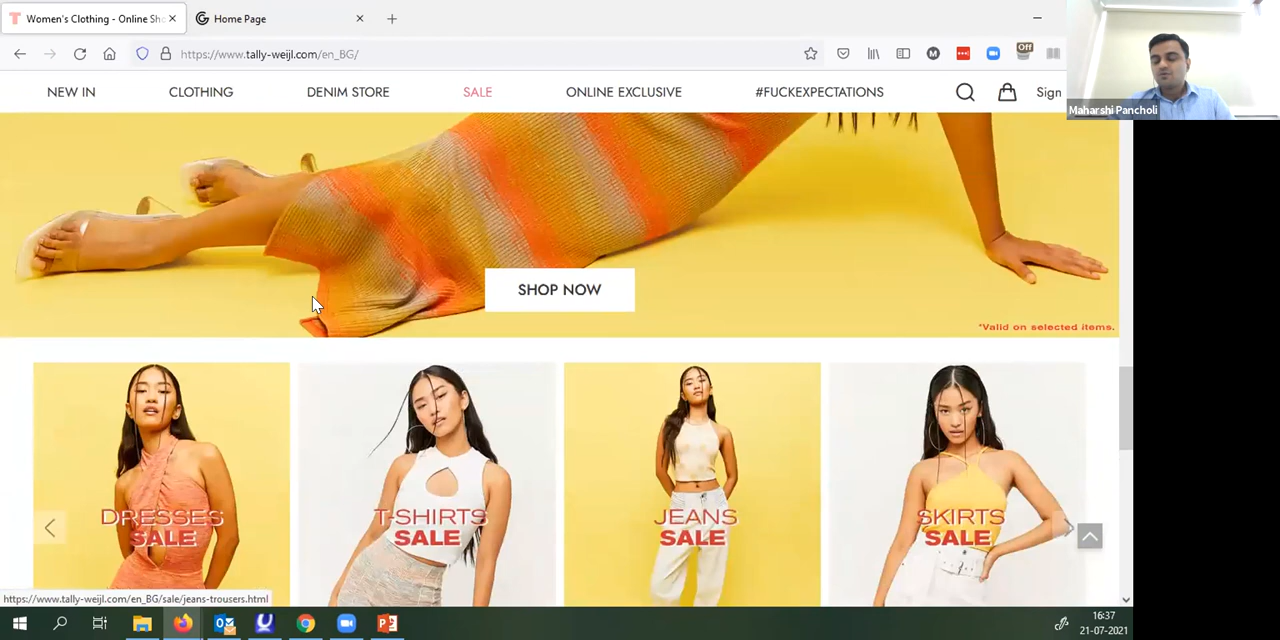 Women's Clothing - Online Sho
Home Page
https://www.tally-weijl.com/en_BG/
Off
NEW IN
CLOTHING
DENIM STORE
SALE
ONLINE EXCLUSIVE
#FUCKEXPECTATIONS
Sign
Maharshi Pancholi
SHOP NOW
*Valid on selected items.
DRESSES
SALE
T-SHIRTS
SALE
JEANS
SALE
SKIRTS
SALE
https://www.tally-weijl.com/en_BG/sale/jeans-trousers.html
16:37
21-07-2021